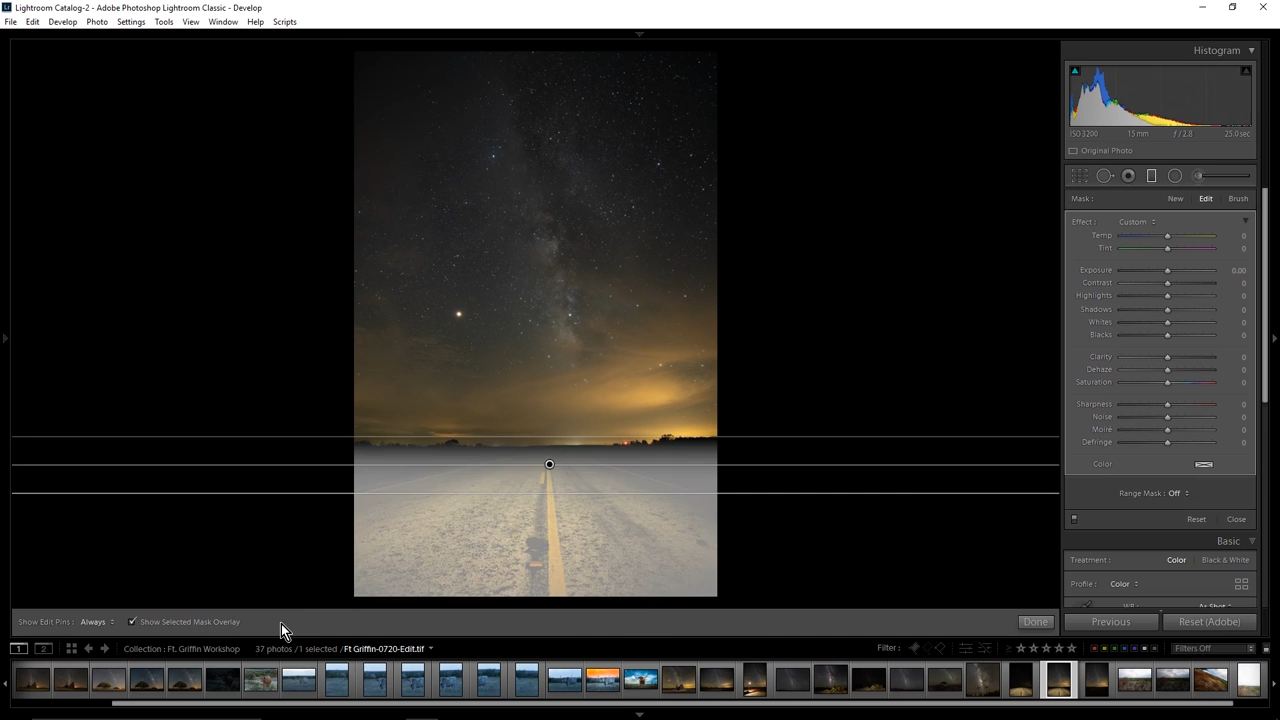 Lightroom Catalog-2 - Adobe Photoshop Lightroom Classic - Develop
File Edit Develop Photo Settings Tools View Window Help Scripts
Histogram
ISO 3200 15 mm ƒ / 2.8 25.0 sec
Original Photo
Mask : New Edit Brush
Effect : Custom
Temp 0
Tint 0
Exposure 0.00
Contrast 0
Highlights 0
Shadows 0
Whites 0
Blacks 0
Clarity 0
Dehaze 0
Saturation 0
Sharpness 0
Noise 0
Moiré 0
Defringe 0
Color
Range Mask : Off
Reset Close
Basic
Treatment : Color Black & White
Profile : Color
Show Edit Pins : Always Show Selected Mask Overlay Done
Previous Reset (Adobe)
1 2 Collection : Ft. Griffin Workshop 37 photos / 1 selected / Ft Griffin-0720-Edit.tif Filter : Filters Off